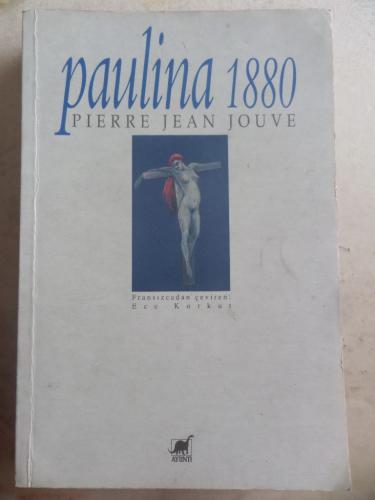 paulina 1880
PIERRE JEAN JOUVE
Fransızcadan çeviren:
Ece Korkut
AYRINTI